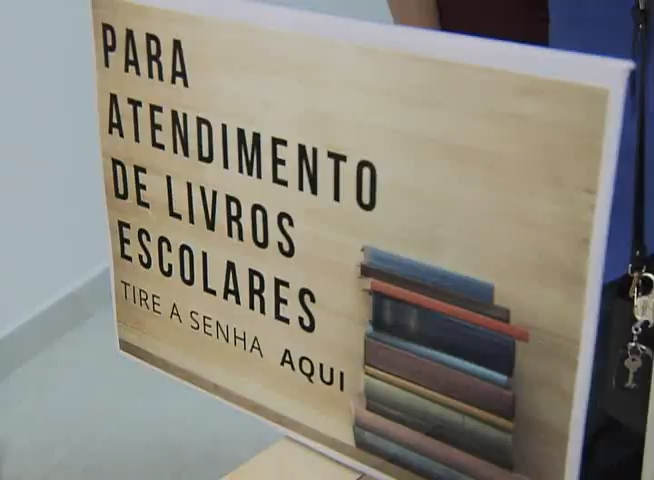 PARA
ATENDIMENTO
DE LIVROS
ESCOLARES
TIRE A SENHA AQUI